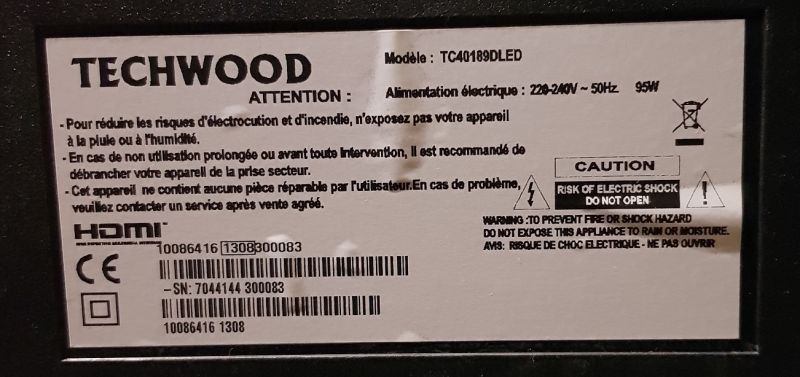 TECHWOOD
Modèle : TC40189DLED
ATTENTION :
Alimentation électrique : 220-240V ~ 50Hz 95W
- Pour réduire les risques d'électrocution et d'incendie, n'exposez pas votre appareil
à la pluie ou à l'humidité.
- En cas de non utilisation prolongée ou avant toute intervention, il est recommandé de
débrancher votre appareil de la prise secteur.
- Cet appareil ne contient aucune pièce réparable par l'utilisateur.En cas de problème,
veuillez contacter un service après vente agréé.
CAUTION
RISK OF ELECTRIC SHOCK
DO NOT OPEN
WARNING :TO PREVENT FIRE OR SHOCK HAZARD
DO NOT EXPOSE THIS APPLIANCE TO RAIN OR MOISTURE.
AVIS: RISQUE DE CHOC ELECTRIQUE - NE PAS OUVRIR
HDMI
10086416 1308300083
CE
-SN: 7044144 300083
10086416 1308